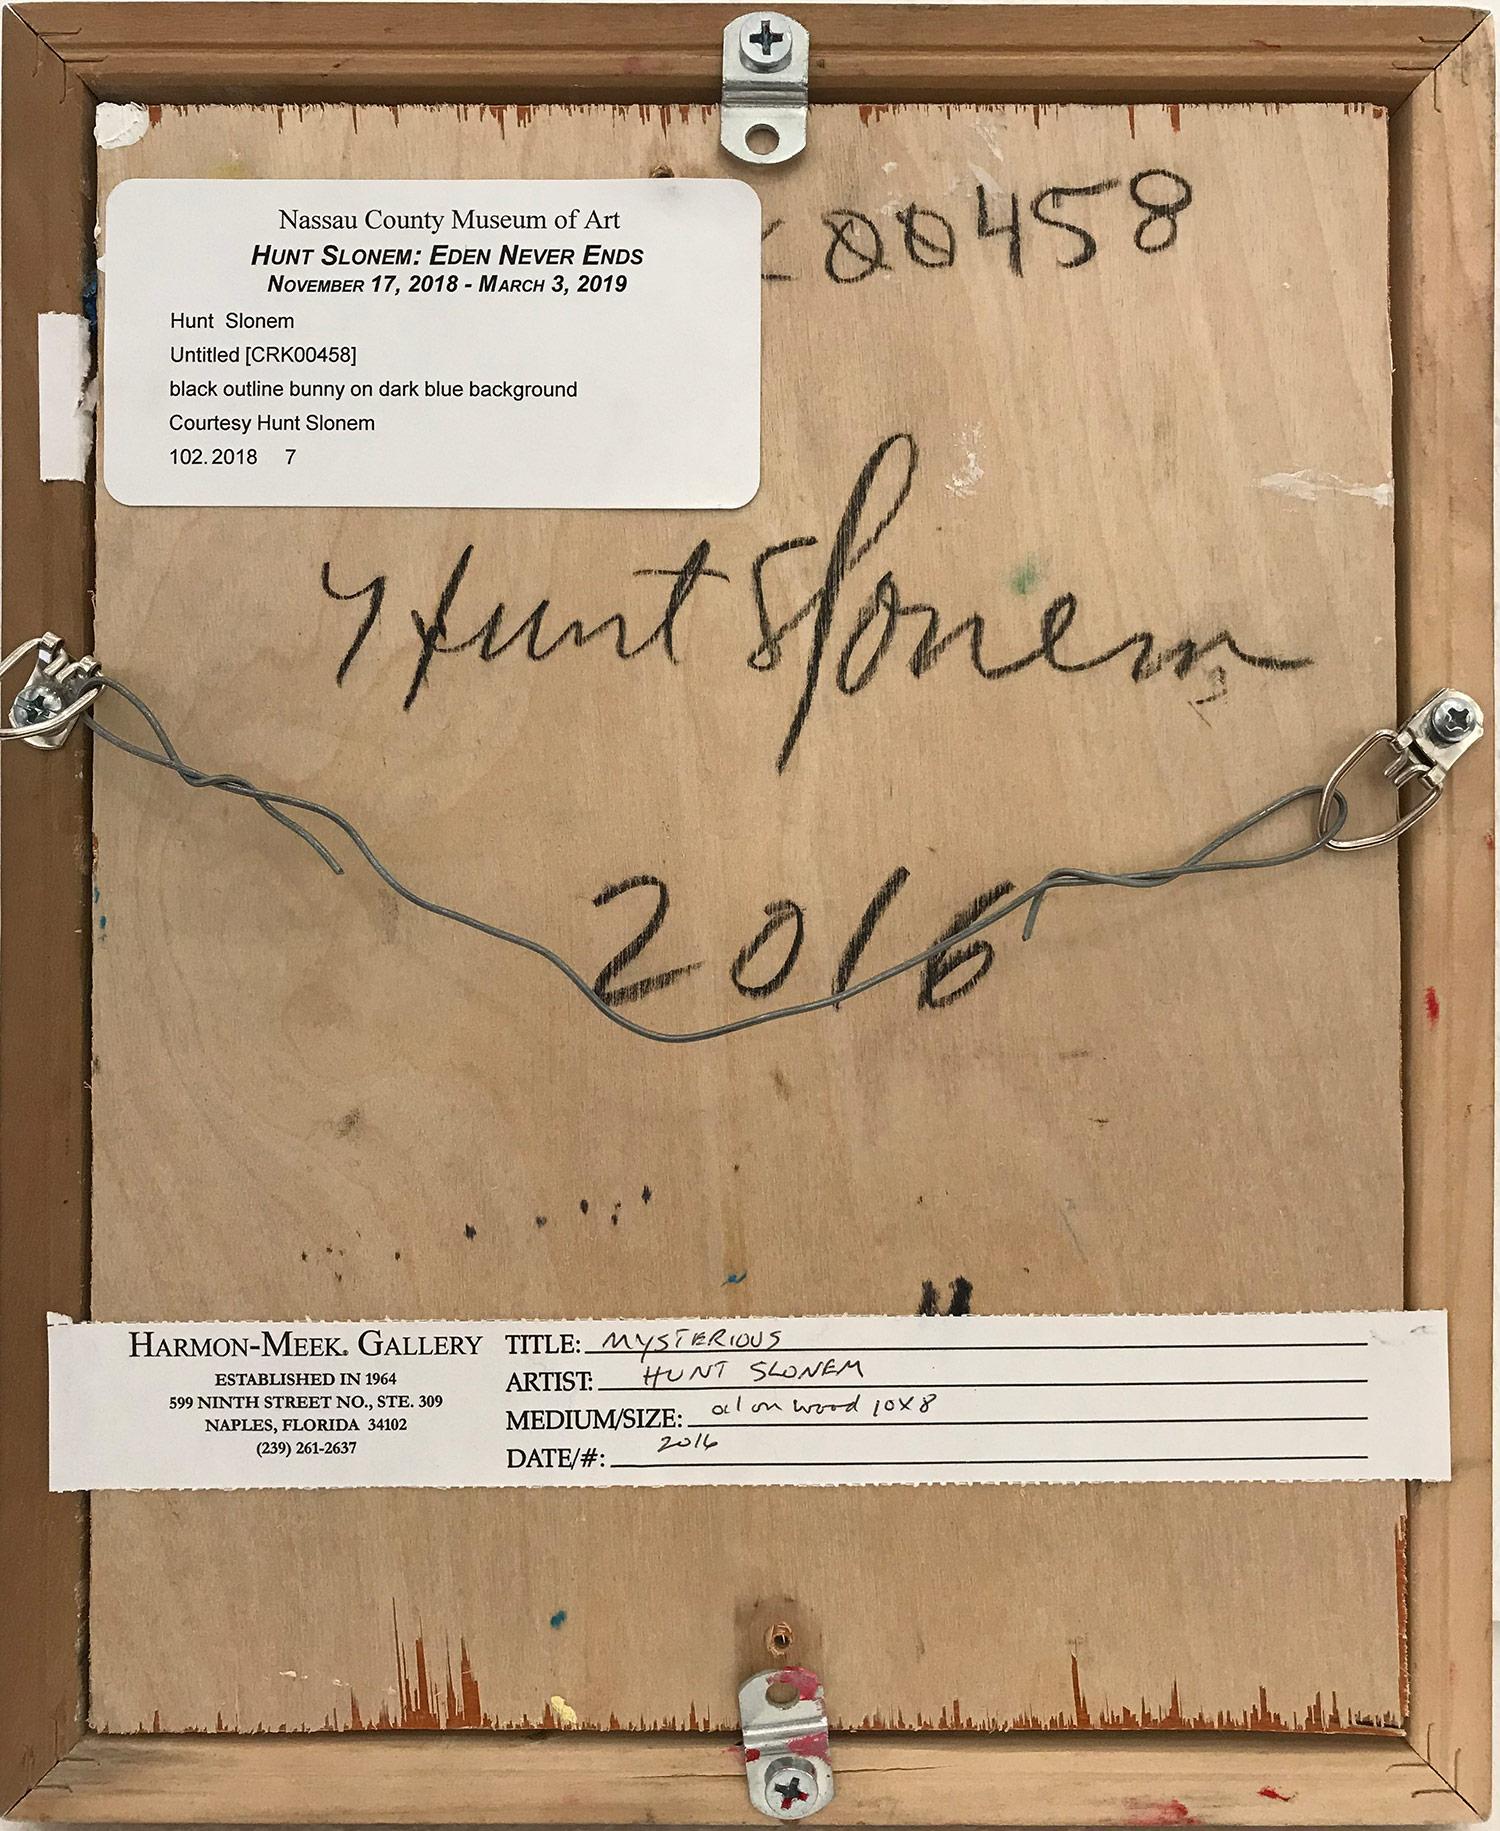 00458
Nassau County Museum of Art
HUNT SLONEM: EDEN NEVER ENDS
NOVEMBER 17, 2018 - MARCH 3, 2019
Hunt Slonem
Untitled [CRK00458]
black outline bunny on dark blue background
Courtesy Hunt Slonem
102.2018 7
Hunt Slonem
2016
HARMON-MEEK. GALLERY
ESTABLISHED IN 1964
599 NINTH STREET NO., STE. 309
NAPLES, FLORIDA 34102
(239) 261-2637
TITLE: MYSTERIOUS
ARTIST: HUNT SLONEM
MEDIUM/SIZE: oil on wood 10x8
DATE/#: 2016